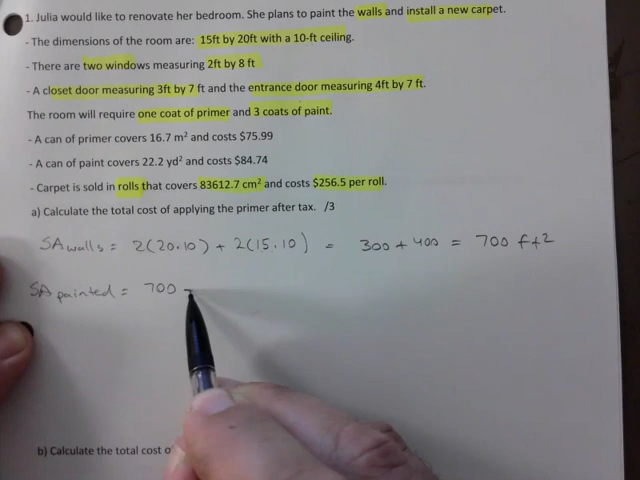 1. Julia would like to renovate her bedroom. She plans to paint the walls and install a new carpet.
- The dimensions of the room are: 15ft by 20ft with a 10-ft ceiling.
- There are two windows measuring 2ft by 8 ft
- A closet door measuring 3ft by 7 ft and the entrance door measuring 4ft by 7 ft.
The room will require one coat of primer and 3 coats of paint.
- A can of primer covers 16.7 m² and costs $75.99
- A can of paint covers 22.2 yd² and costs $84.74
- Carpet is sold in rolls that covers 83612.7 cm² and costs $256.5 per roll.
a) Calculate the total cost of applying the primer after tax. /3
SA walls = 2(20.10) + 2(15.10) = 300 + 400 = 700 ft2
SA painted = 700 -
b) Calculate the total cost o